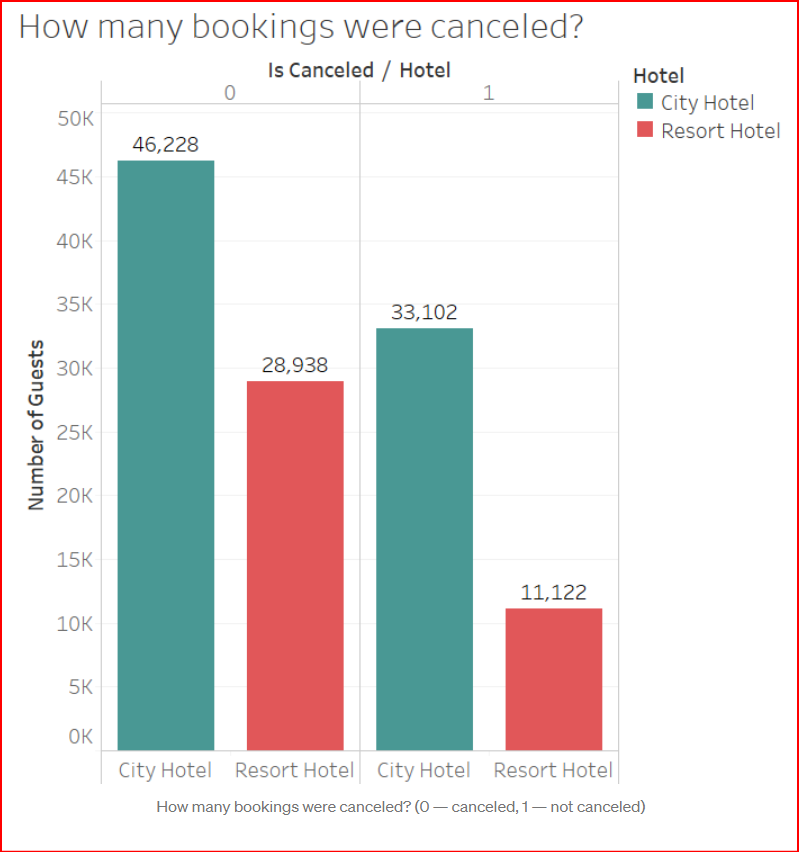 How many bookings were canceled?
Is Canceled / Hotel
0
1
Hotel
City Hotel
Resort Hotel
50K
45K
40K
35K
30K
25K
20K
15K
10K
5K
0K
Number of Guests
46,228
28,938
33,102
11,122
City Hotel
Resort Hotel
City Hotel
Resort Hotel
How many bookings were canceled? (0 — canceled, 1 — not canceled)